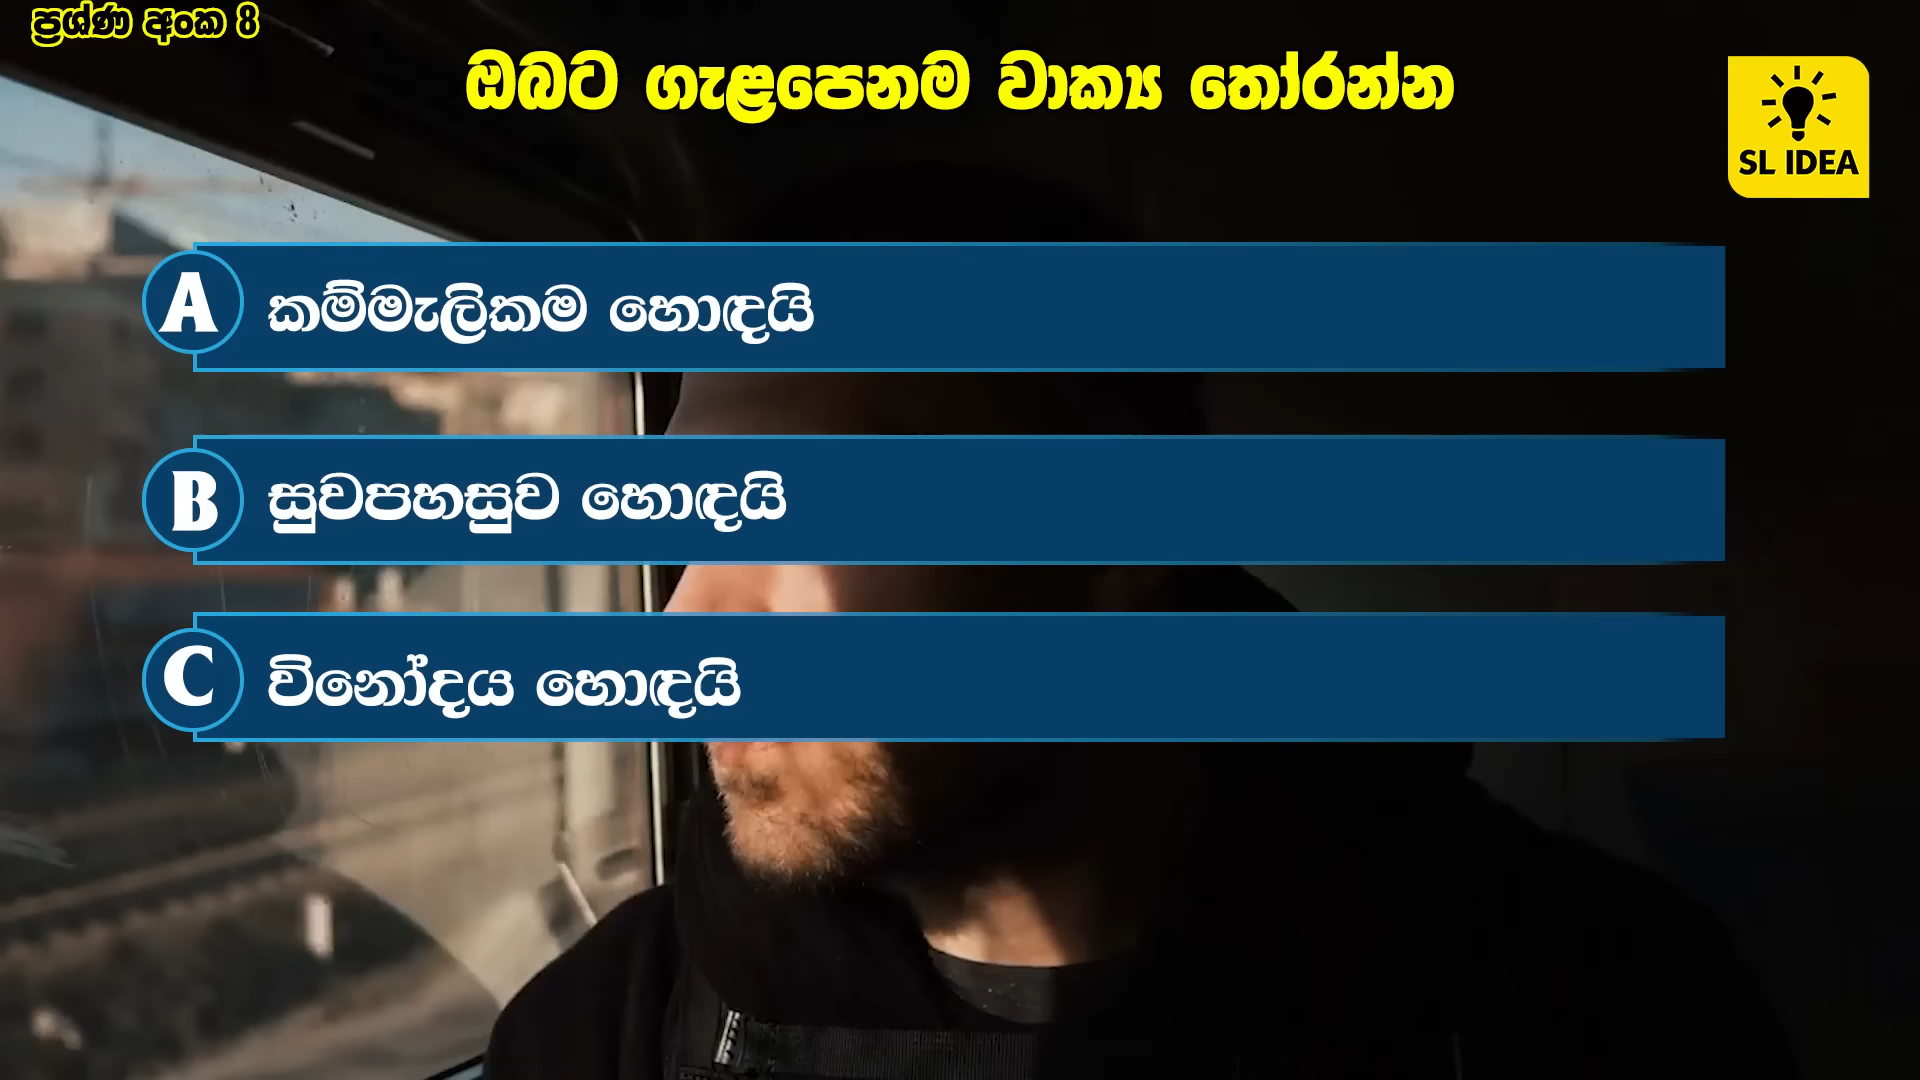 ප්‍රශ්ණ අංක 8
ඔබට ගැළපෙනම වාක්‍ය තෝරන්න
SL IDEA
A කම්මැලිකම හොඳයි
B සුවපහසුව හොඳයි
C විනෝදය හොඳයි